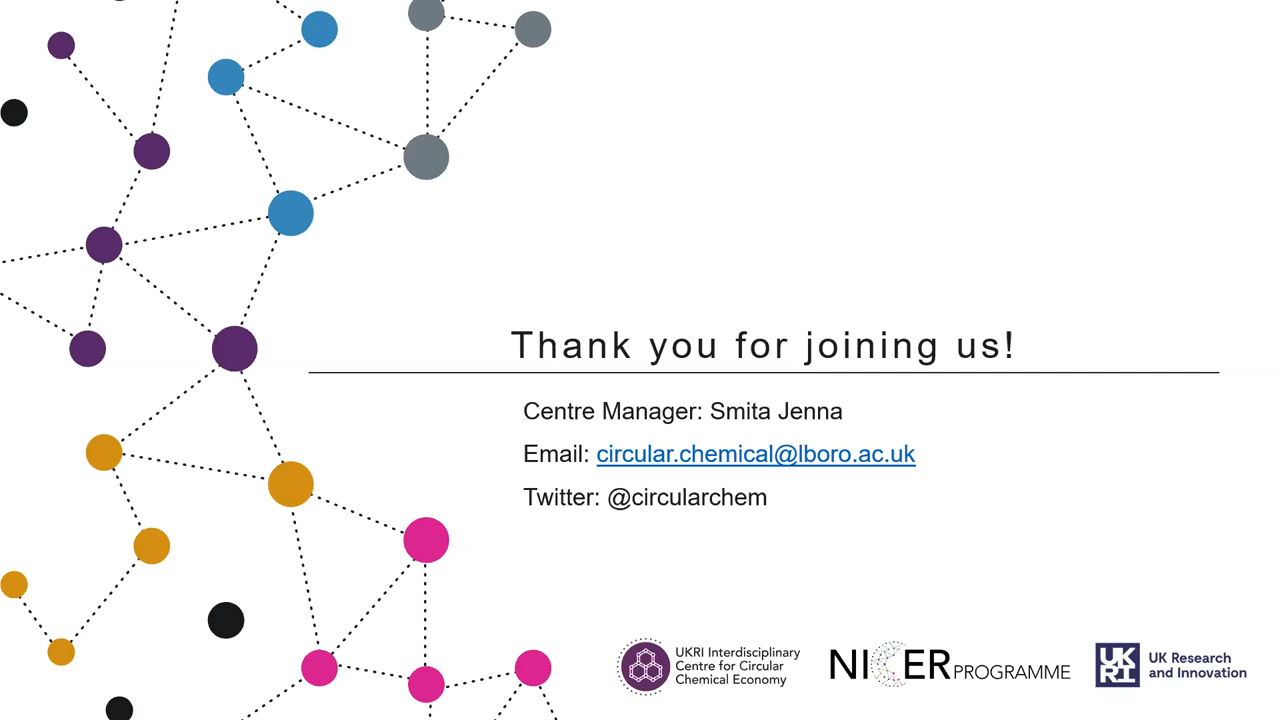 Thank you for joining us!
Centre Manager: Smita Jenna
Email: circular.chemical@lboro.ac.uk
Twitter: @circularchem
UKRI Interdisciplinary
Centre for Circular
Chemical Economy
NICER PROGRAMME
UKRI
UK Research
and Innovation